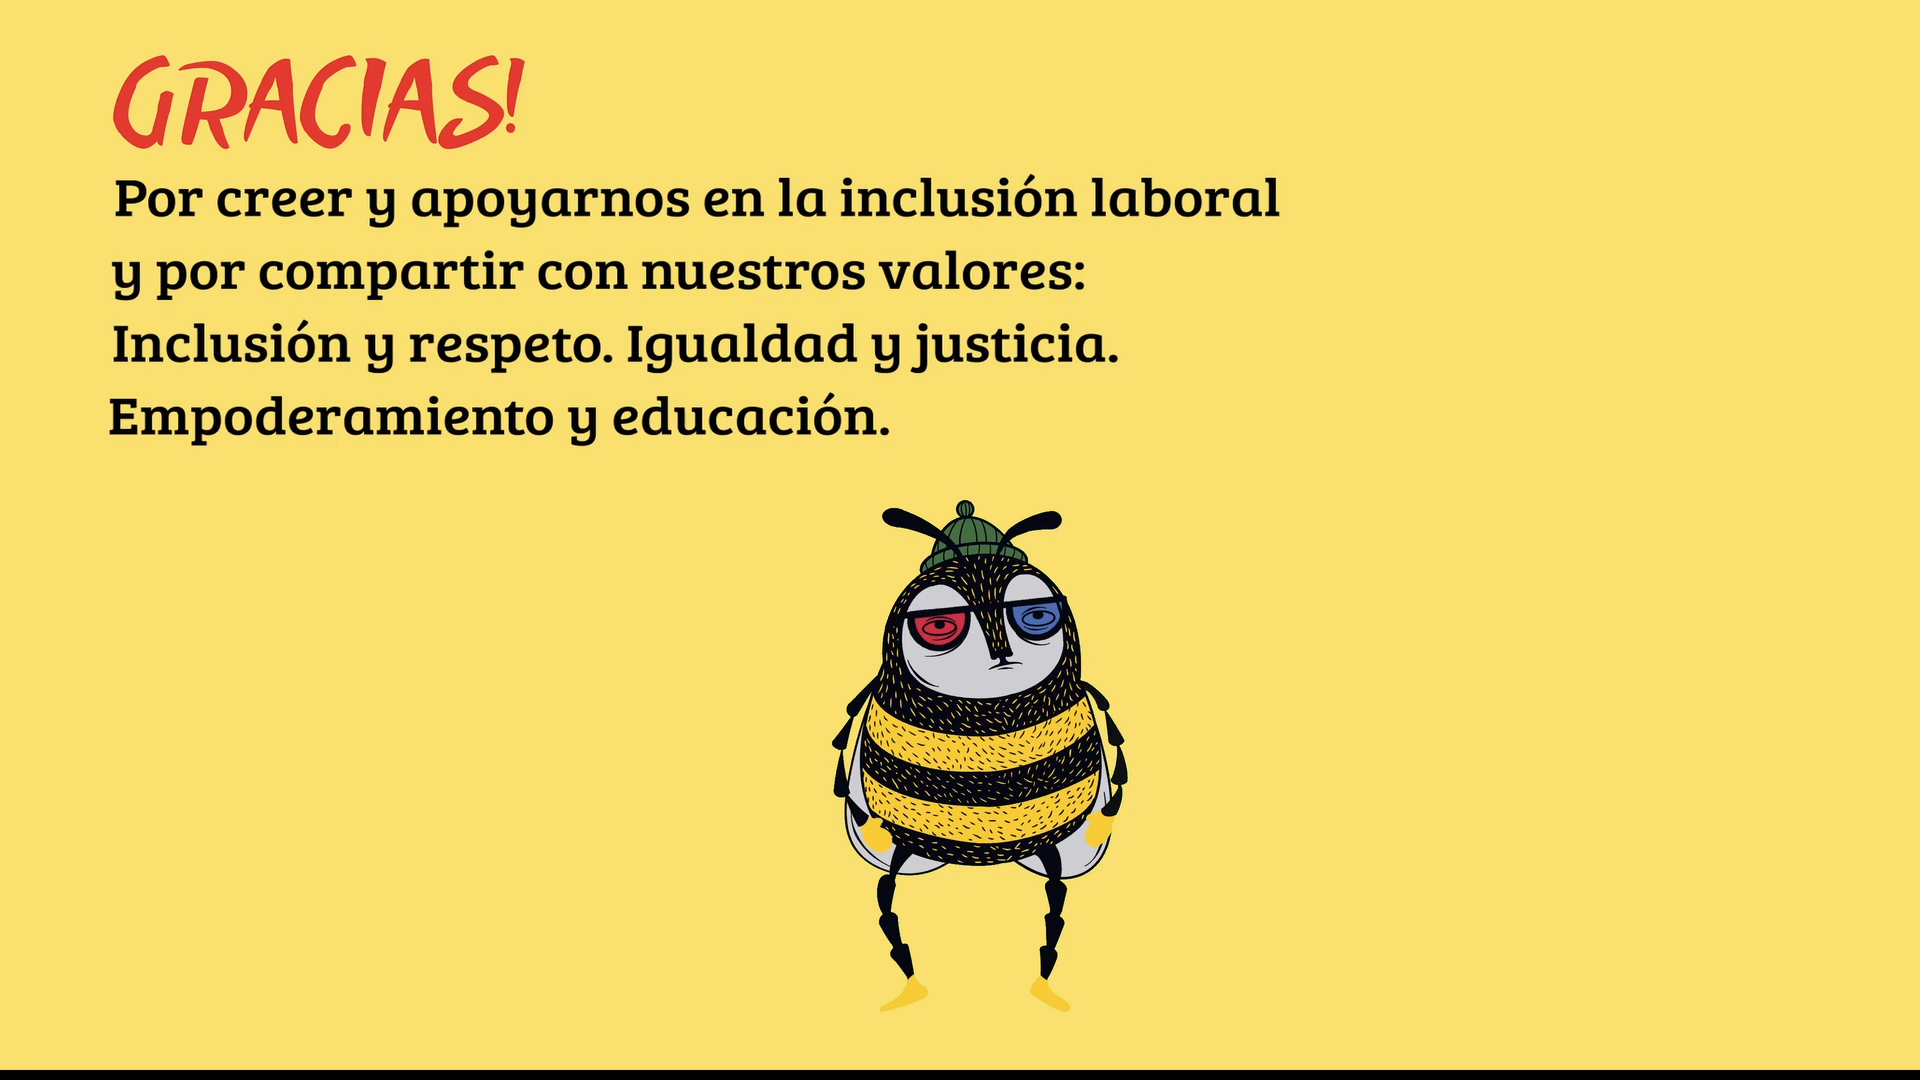 GRACIAS!
Por creer y apoyarnos en la inclusión laboral
y por compartir con nuestros valores:
Inclusión y respeto. Igualdad y justicia.
Empoderamiento y educación.